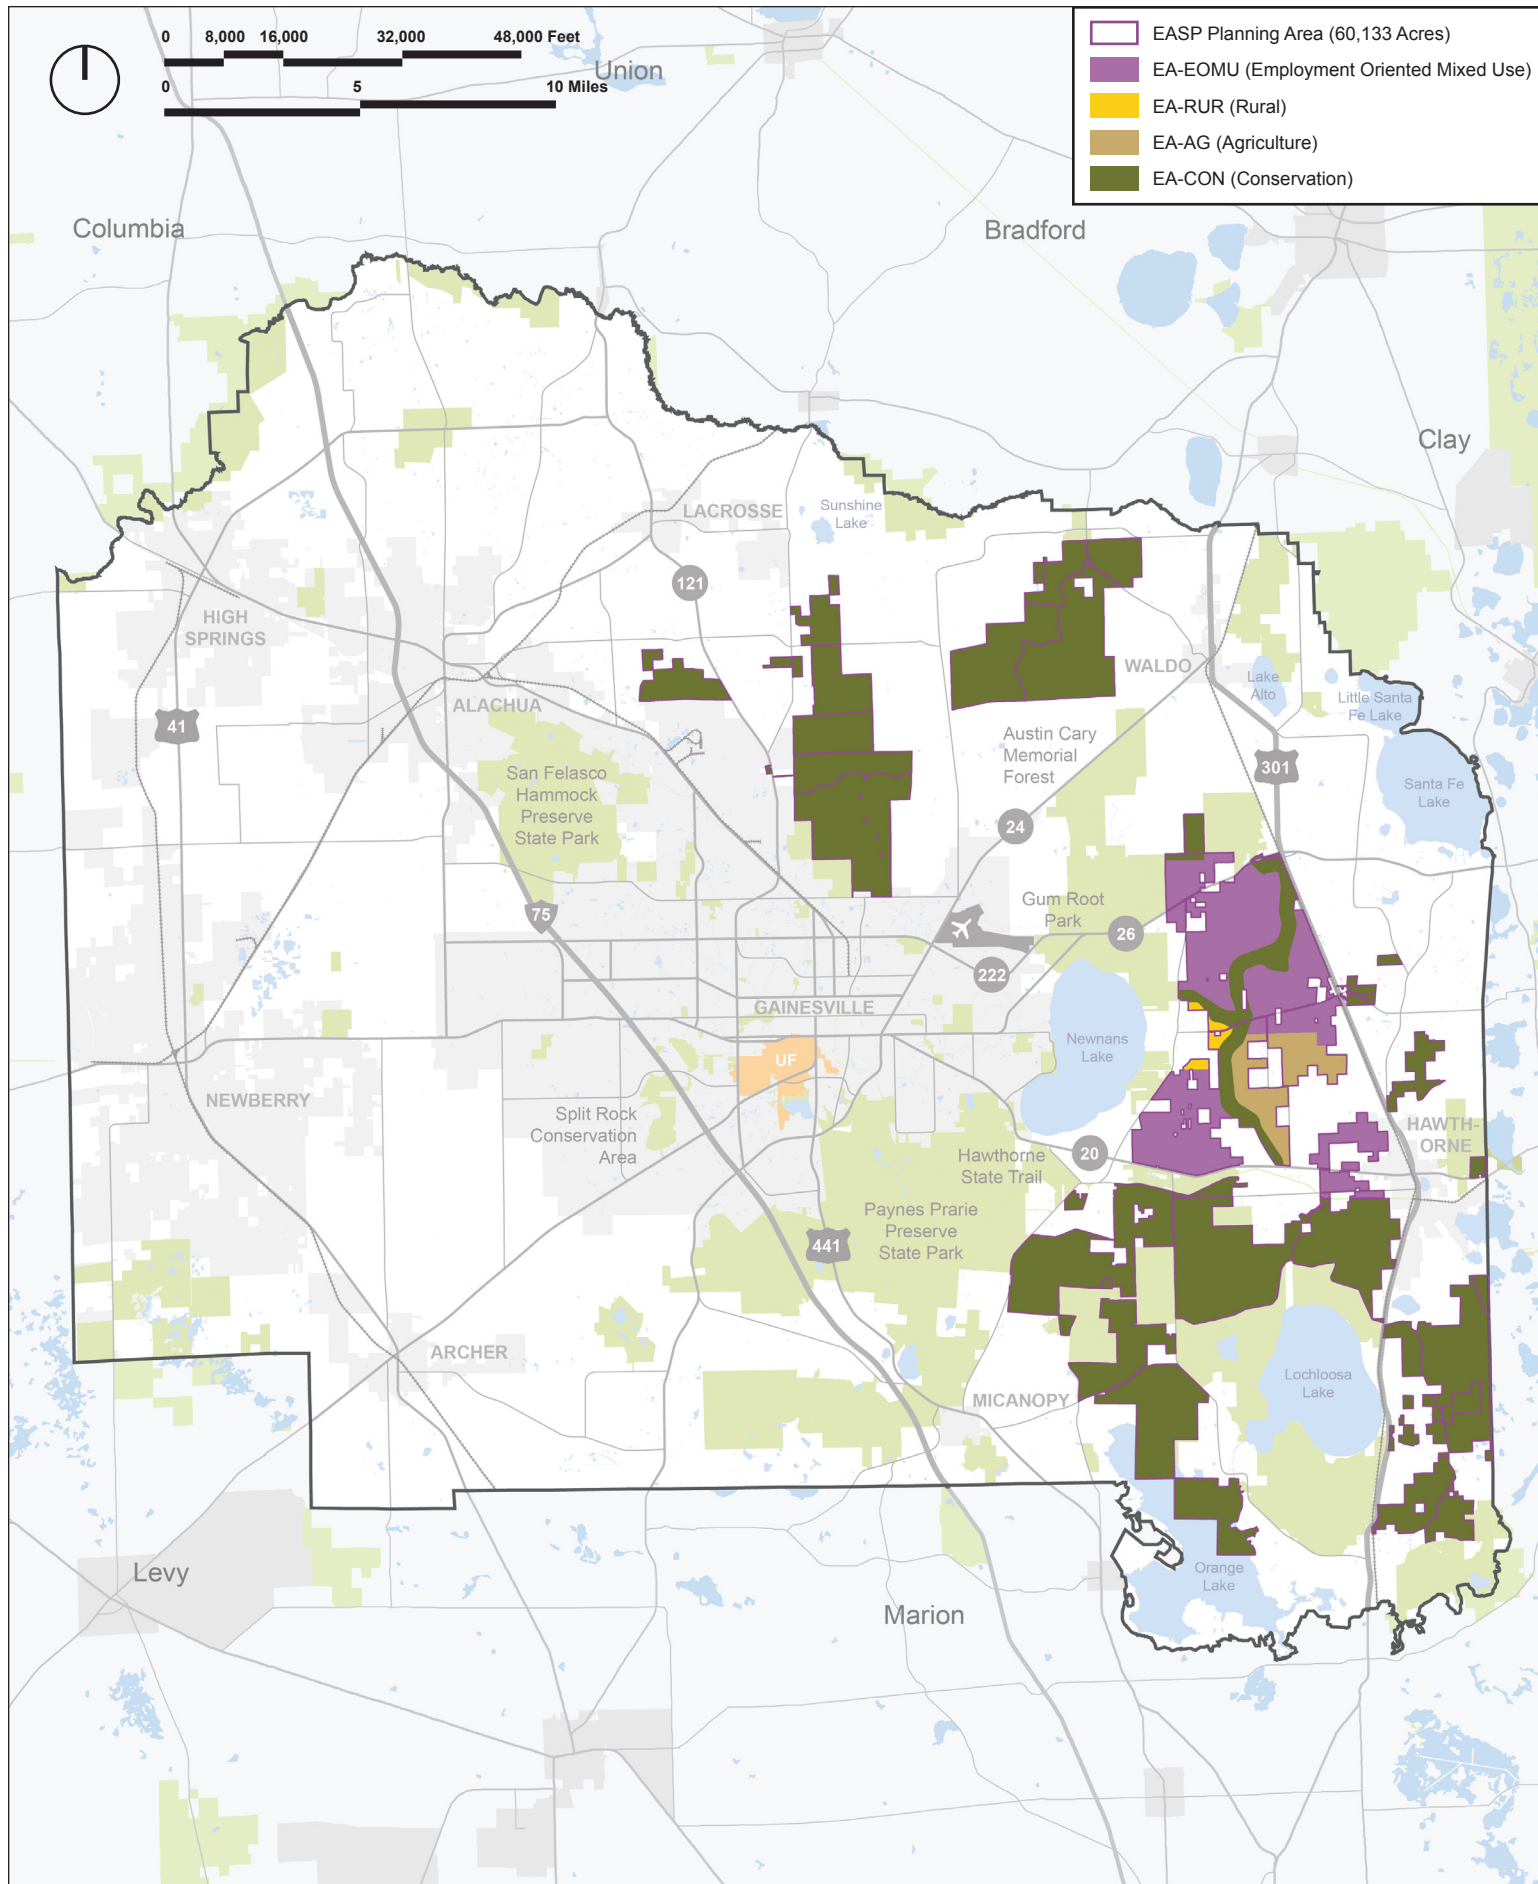 0 8,000 16,000 32,000 48,000 Feet
0 5 10 Miles
EASP Planning Area (60,133 Acres)
EA-EOMU (Employment Oriented Mixed Use)
EA-RUR (Rural)
EA-AG (Agriculture)
EA-CON (Conservation)
Union
Columbia
Bradford
Clay
LACROSSE
Sunshine
Lake
121
HIGH
SPRINGS
WALDO
Lake
Alto
Little Santa
Fe Lake
ALACHUA
41
Austin Cary
Memorial
Forest
301
San Felasco
Hammock
Preserve
State Park
Santa Fe
Lake
24
Gum Root
Park
75
26
222
GAINESVILLE
Newnans
Lake
UF
NEWBERRY
Split Rock
Conservation
Area
HAWTH-
ORNE
20
Hawthorne
State Trail
Paynes Prarie
Preserve
State Park
441
ARCHER
Lochloosa
Lake
MICANOPY
Orange
Lake
Levy
Marion